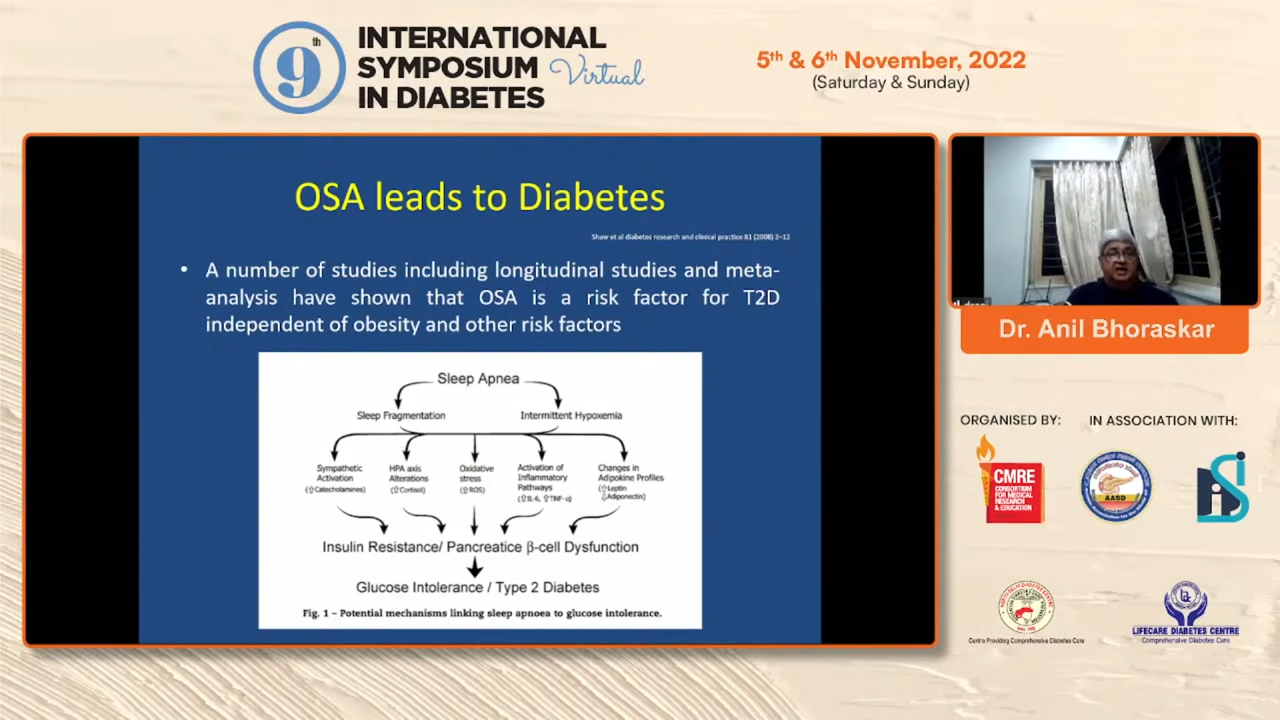 9th
INTERNATIONAL
SYMPOSIUM Virtual
IN DIABETES
5th & 6th November, 2022
(Saturday & Sunday)
OSA leads to Diabetes
Shaw et al diabetes research and clinical practice 81 (2008) 2–12
• A number of studies including longitudinal studies and meta-
analysis have shown that OSA is a risk factor for T2D
independent of obesity and other risk factors
Sleep Apnea
Sleep Fragmentation
Intermittent Hypoxemia
Sympathetic
Activation
(⇧Catecholamines)
HPA axis
Alterations
(⇧Cortisol)
Oxidative
stress
(⇧ROS)
Activation of
Inflammatory
Pathways
(⇧IL-6, ⇧TNF-α)
Changes in
Adipokine Profiles
(⇧Leptin
⇩Adiponectin)
Insulin Resistance/ Pancreatice β-cell Dysfunction
Glucose Intolerance / Type 2 Diabetes
Fig. 1 – Potential mechanisms linking sleep apnoea to glucose intolerance.
Dr. Anil Bhoraskar
ORGANISED BY:
IN ASSOCIATION WITH:
CMRE
CONSORTIUM
FOR MEDICAL
RESEARCH
& EDUCATION
AASD
Centre Providing Comprehensive Diabetes Care
LIFECARE DIABETES CENTRE
Comprehensive Diabetes Care